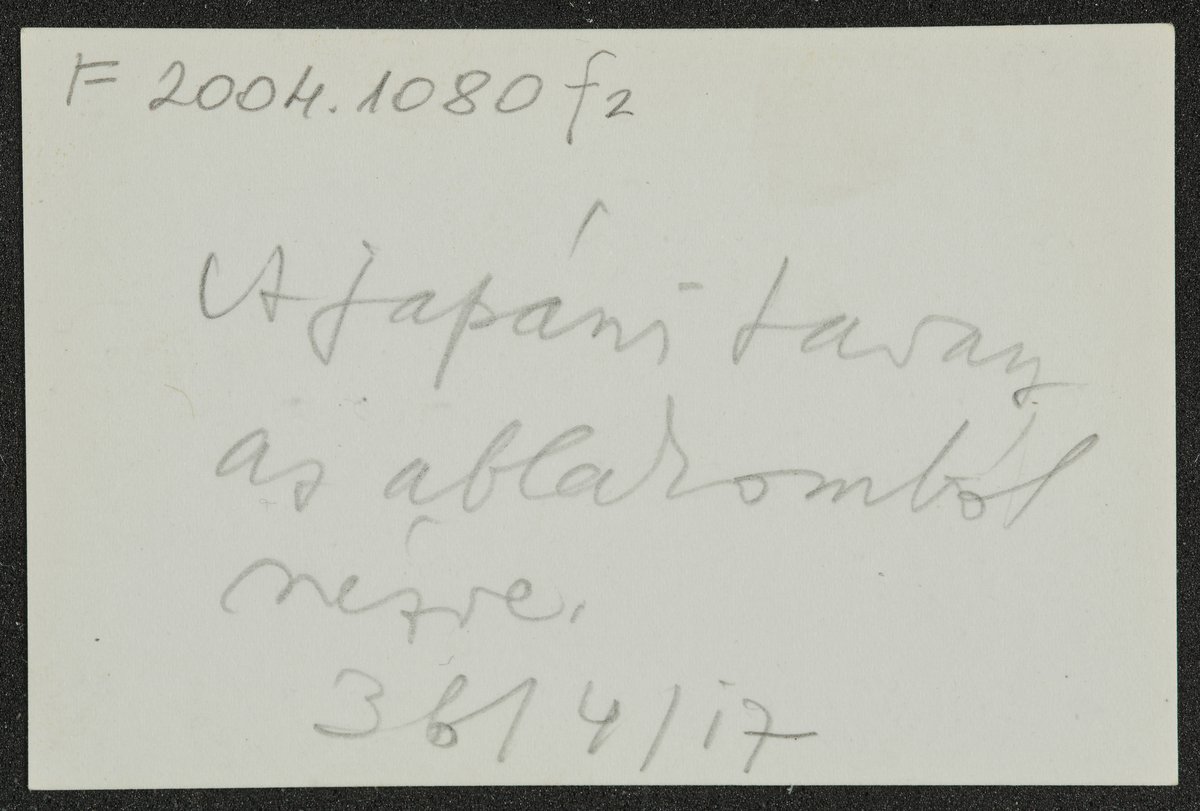 F 2004.1080 f2
A japáni tavasz
az ablakomból
nézve.
36/4/17